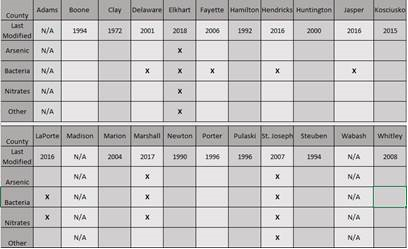 County Adams Boone Clay Delaware Elkhart Fayette Hamilton Hendricks Huntington Jasper Kosciusko
Last Modified N/A 1994 1972 2001 2018 2006 1992 2016 2000 2016 2015
Arsenic N/A X
Bacteria N/A X X X X X
Nitrates N/A X
Other N/A X
County LaPorte Madison Marion Marshall Newton Porter Pulaski St. Joseph Steuben Wabash Whitley
Last Modified 2016 N/A 2004 2017 1990 1996 1996 2007 1994 N/A 2008
Arsenic N/A X X N/A
Bacteria X N/A X X N/A
Nitrates X N/A X X N/A
Other N/A X N/A